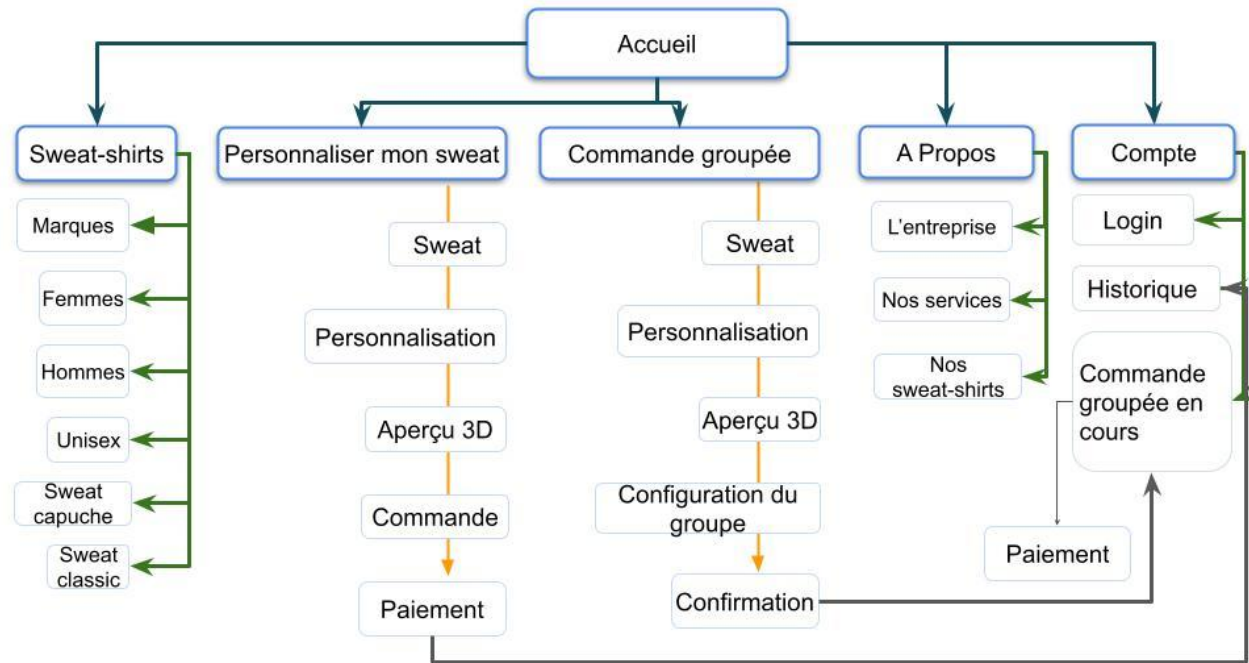 Accueil
Sweat-shirts
Personnaliser mon sweat
Commande groupée
A Propos
Compte
Marques
Femmes
Hommes
Unisex
Sweat
capuche
Sweat
classic
Sweat
Personnalisation
Aperçu 3D
Commande
Paiement
Sweat
Personnalisation
Aperçu 3D
Configuration du
groupe
Confirmation
L'entreprise
Nos services
Nos
sweat-shirts
Login
Historique
Commande
groupée en
cours
Paiement